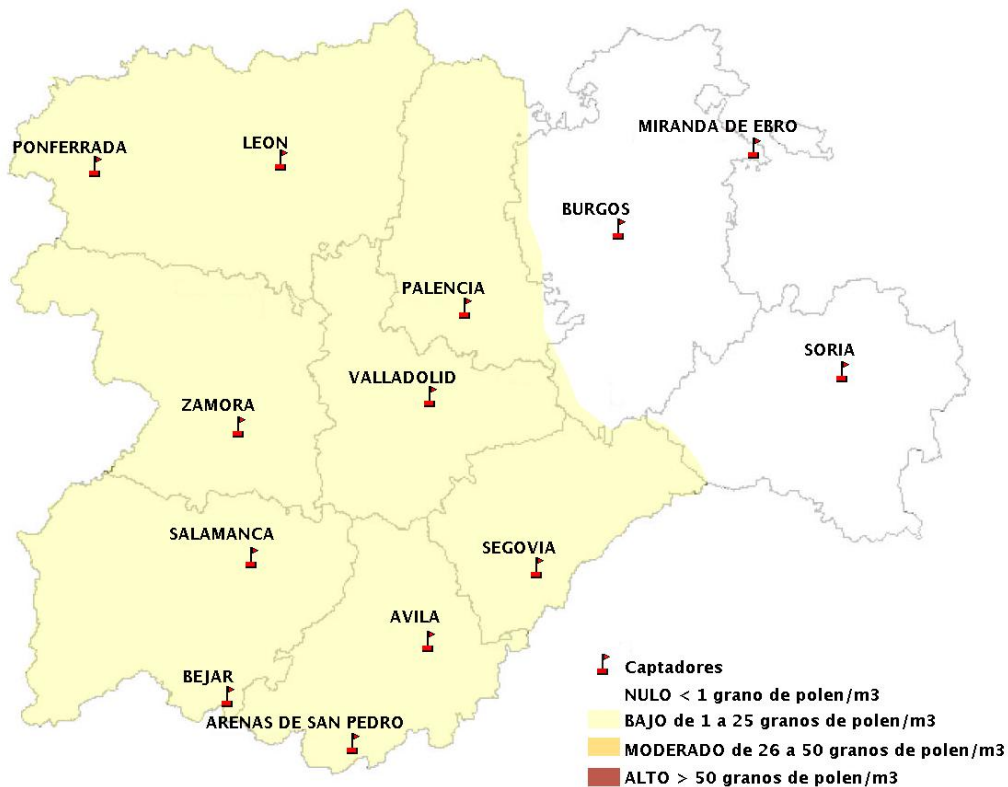 MIRANDA DE EBRO
PONFERRADA
LEON
BURGOS
PALENCIA
SORIA
VALLADOLID
ZAMORA
SALAMANCA
SEGOVIA
AVILA
BEJAR
ARENAS DE SAN PEDRO
Captadores
NULO < 1 grano de polen/m3
BAJO de 1 a 25 granos de polen/m3
MODERADO de 26 a 50 granos de polen/m3
ALTO > 50 granos de polen/m3